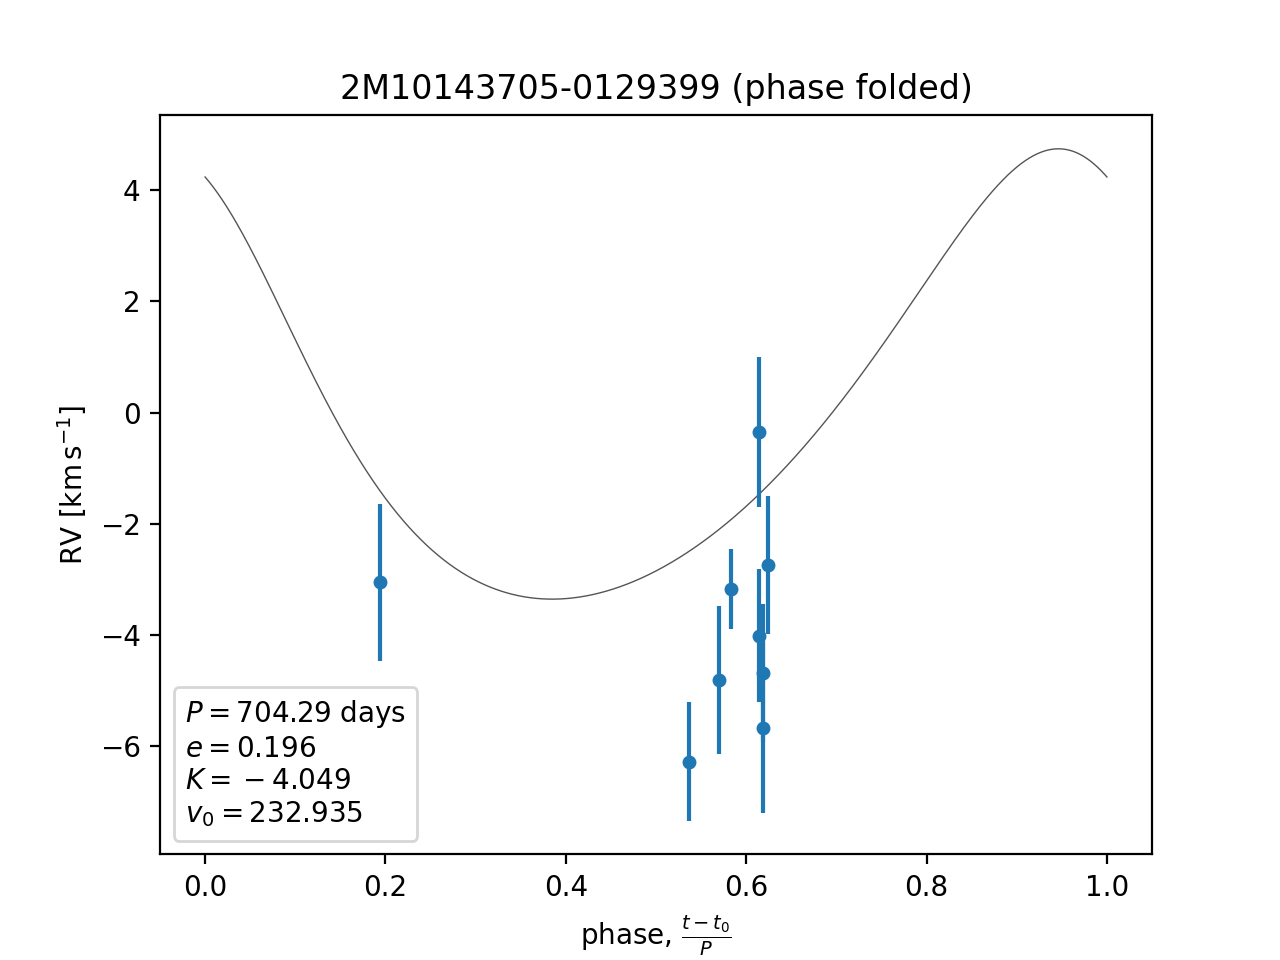 2M10143705-0129399 (phase folded)
RV [km s⁻¹]
4
2
0
−2
−4
−6
P = 704.29 days
e = 0.196
K = −4.049
v₀ = 232.935
0.0 0.2 0.4 0.6 0.8 1.0
phase, (t − t₀)/P